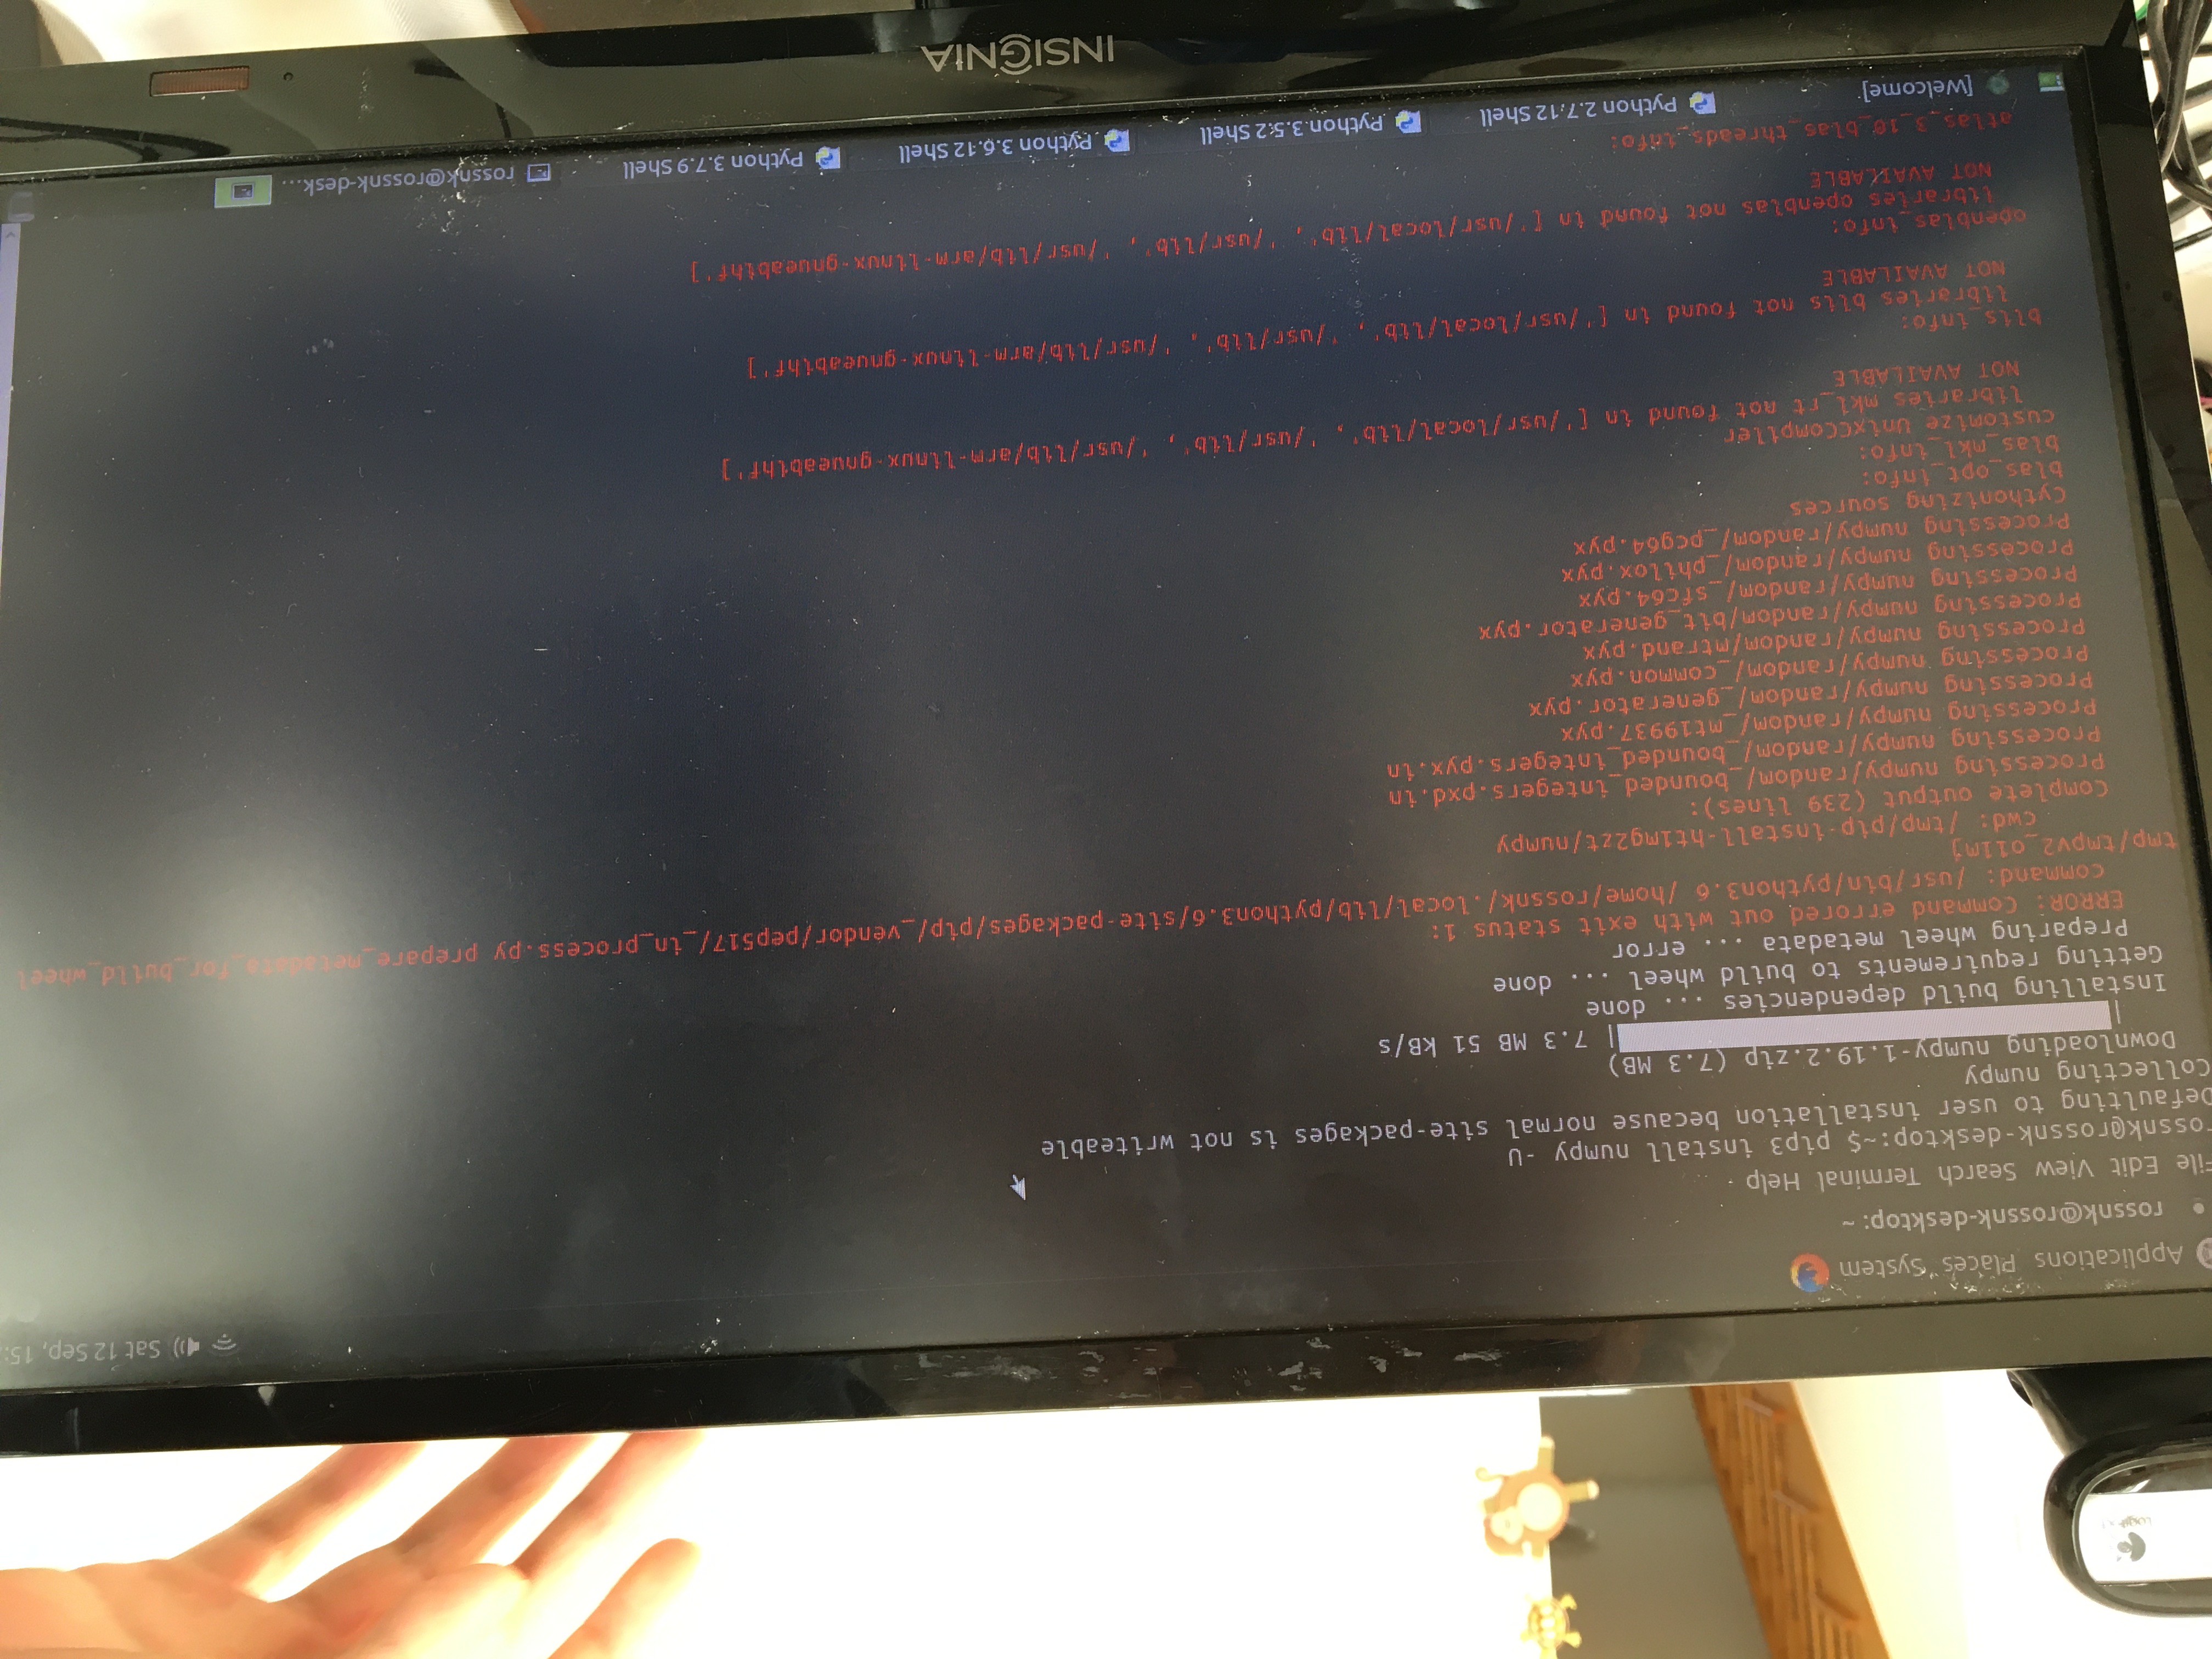 Logitech
Sat 12 Sep, 15:
Applications Places System
rossnk@rossnk-desktop: ~
File Edit View Search Terminal Help
rossnk@rossnk-desktop:~$ pip3 install numpy -U
Defaulting to user installation because normal site-packages is not writeable
Collecting numpy
Downloading numpy-1.19.2.zip (7.3 MB)
| | 7.3 MB 51 kB/s
Installing build dependencies ... done
Getting requirements to build wheel ... done
Preparing wheel metadata ... error
ERROR: Command errored out with exit status 1:
command: /usr/bin/python3.6 /home/rossnk/.local/lib/python3.6/site-packages/pip/_vendor/pep517/_in_process.py prepare_metadata_for_build_wheel
tmp/tmpv2_o11mj
cwd: /tmp/pip-install-ht1mg2zt/numpy
Complete output (239 lines):
Processing numpy/random/_bounded_integers.pxd.in
Processing numpy/random/_bounded_integers.pyx.in
Processing numpy/random/_mt19937.pyx
Processing numpy/random/_generator.pyx
Processing numpy/random/_common.pyx
Processing numpy/random/mtrand.pyx
Processing numpy/random/bit_generator.pyx
Processing numpy/random/_sfc64.pyx
Processing numpy/random/_philox.pyx
Processing numpy/random/_pcg64.pyx
Cythonizing sources
blas_opt_info:
blas_mkl_info:
customize UnixCCompiler
libraries mkl_rt not found in ['/usr/local/lib', '/usr/lib', '/usr/lib/arm-linux-gnueabihf']
NOT AVAILABLE
blis_info:
libraries blis not found in ['/usr/local/lib', '/usr/lib', '/usr/lib/arm-linux-gnueabihf']
NOT AVAILABLE
openblas_info:
libraries openblas not found in ['/usr/local/lib', '/usr/lib', '/usr/lib/arm-linux-gnueabihf']
NOT AVAILABLE
atlas_3_10_blas_threads_info:
[Welcome] Python 2.7.12 Shell Python 3.5.2 Shell Python 3.6.12 Shell Python 3.7.9 Shell rossnk@rossnk-desk...
INSIGNIA